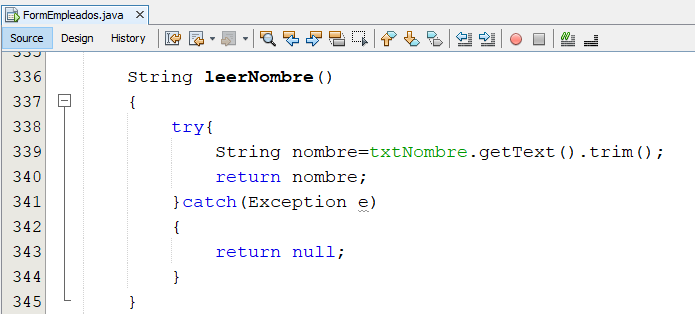 FormEmpleados.java
Source Design History
336 String leerNombre()
337 {
338 try{
339 String nombre=txtNombre.getText().trim();
340 return nombre;
341 }catch(Exception e)
342 {
343 return null;
344 }
345 }